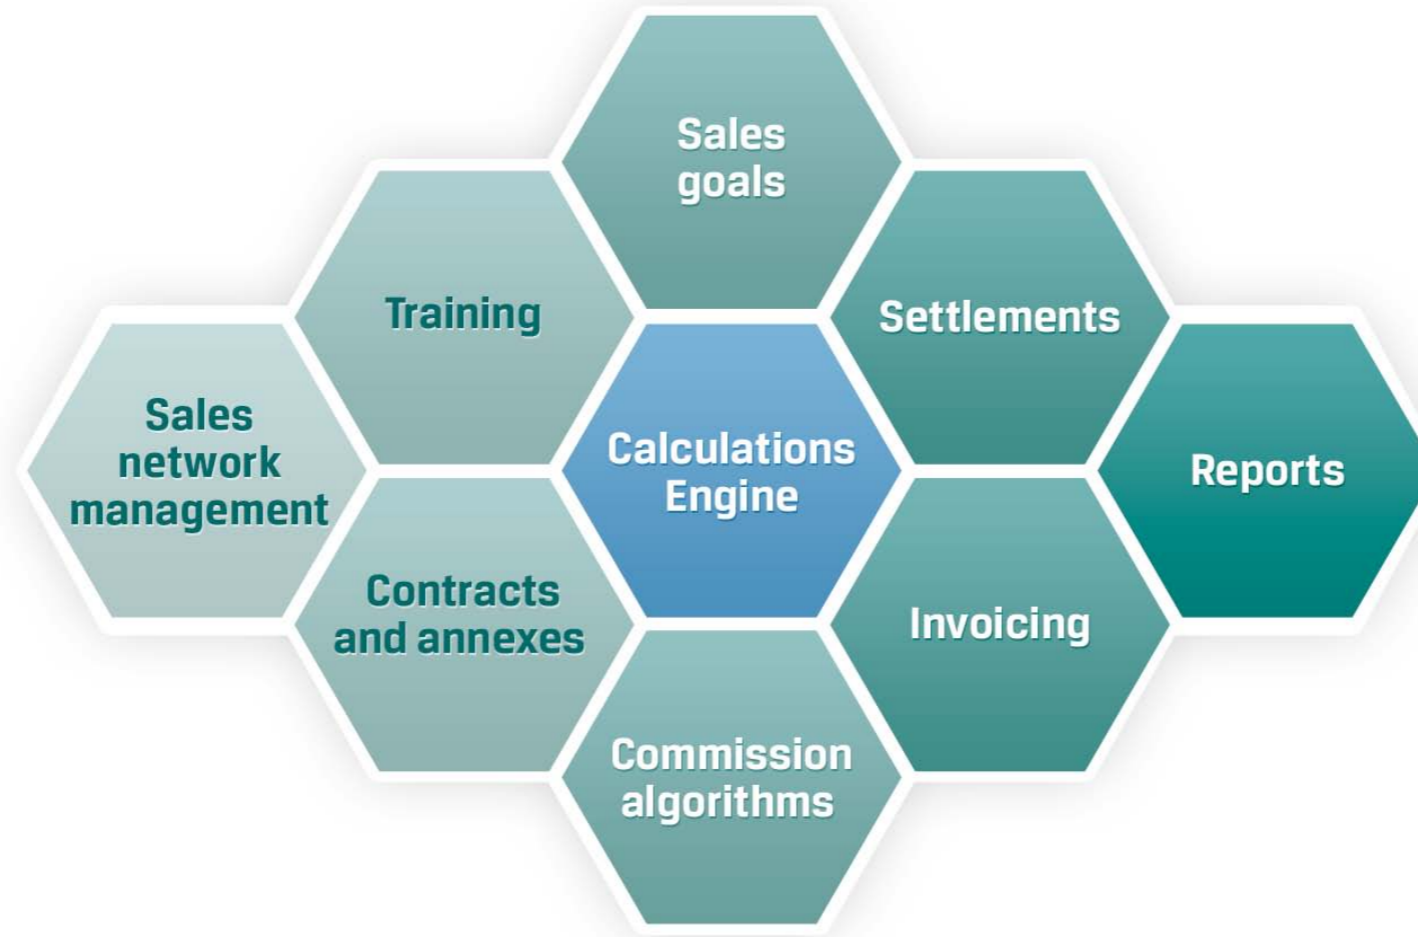 Sales
goals
Training
Settlements
Sales
network
management
Calculations
Engine
Reports
Contracts
and annexes
Invoicing
Commission
algorithms